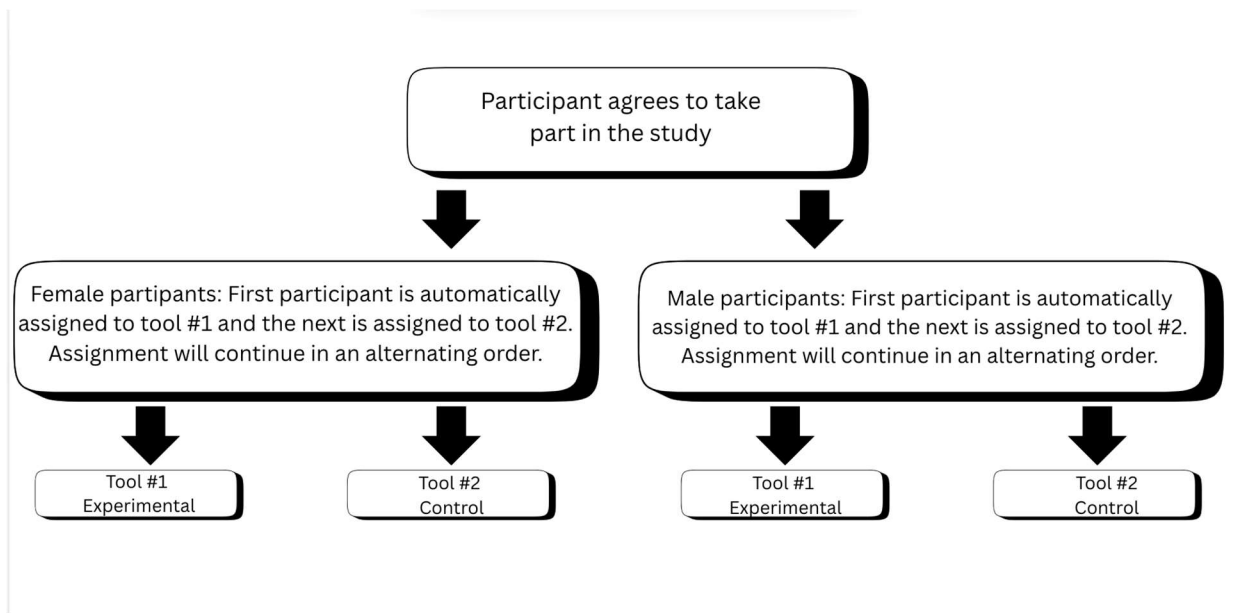 Participant agrees to take
part in the study
Female partipants: First participant is automatically
assigned to tool #1 and the next is assigned to tool #2.
Assignment will continue in an alternating order.
Male participants: First participant is automatically
assigned to tool #1 and the next is assigned to tool #2.
Assignment will continue in an alternating order.
Tool #1
Experimental
Tool #2
Control
Tool #1
Experimental
Tool #2
Control